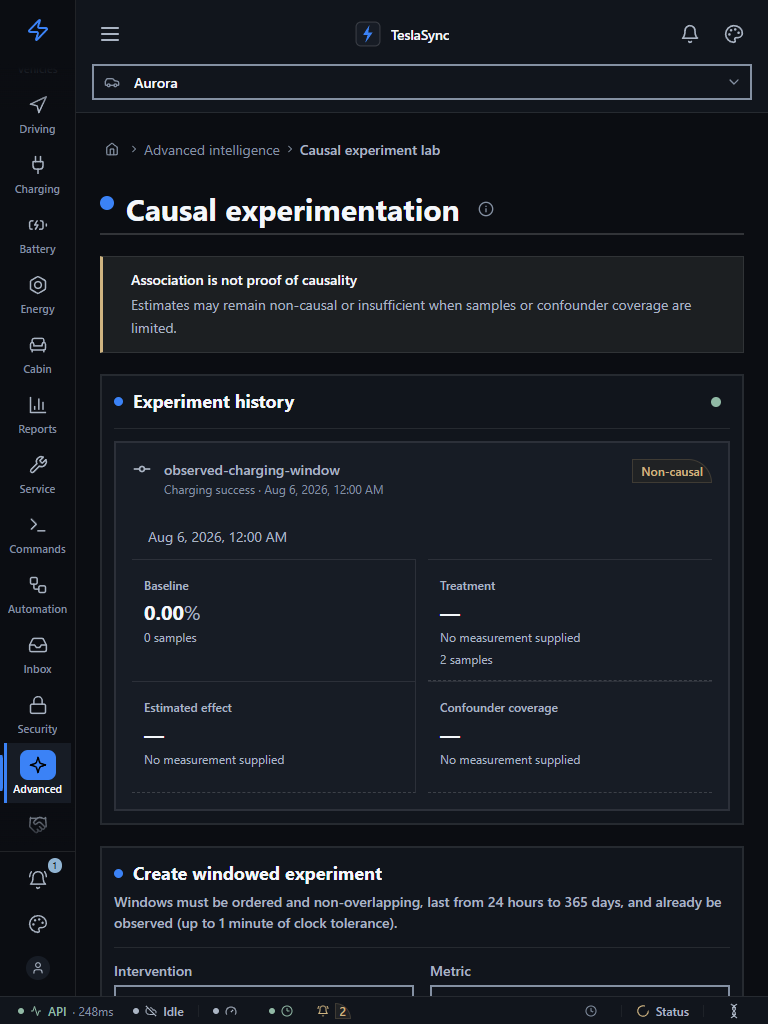 TeslaSync
Aurora
Driving
Charging
Battery
Energy
Cabin
Reports
Service
Commands
Automation
Inbox
Security
Advanced
1
Advanced intelligence
Causal experiment lab
Causal experimentation
Association is not proof of causality
Estimates may remain non-causal or insufficient when samples or confounder coverage are
limited.
Experiment history
observed-charging-window
Charging success · Aug 6, 2026, 12:00 AM
Non-causal
Aug 6, 2026, 12:00 AM
Baseline
0.00%
0 samples
Treatment
—
No measurement supplied
2 samples
Estimated effect
—
No measurement supplied
Confounder coverage
—
No measurement supplied
Create windowed experiment
Windows must be ordered and non-overlapping, last from 24 hours to 365 days, and already be
observed (up to 1 minute of clock tolerance).
Intervention
Metric
API · 248ms
Idle
2
Status